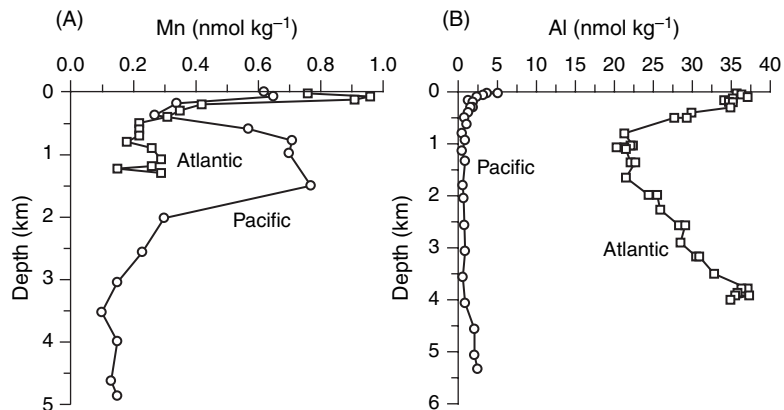 (A) Mn (nmol kg⁻¹)
0.0 0.2 0.4 0.6 0.8 1.0
0
1
2
3
4
5
Depth (km)
Atlantic
Pacific
(B) Al (nmol kg⁻¹)
0 5 10 15 20 25 30 35 40
0
1
2
3
4
5
6
Depth (km)
Pacific
Atlantic